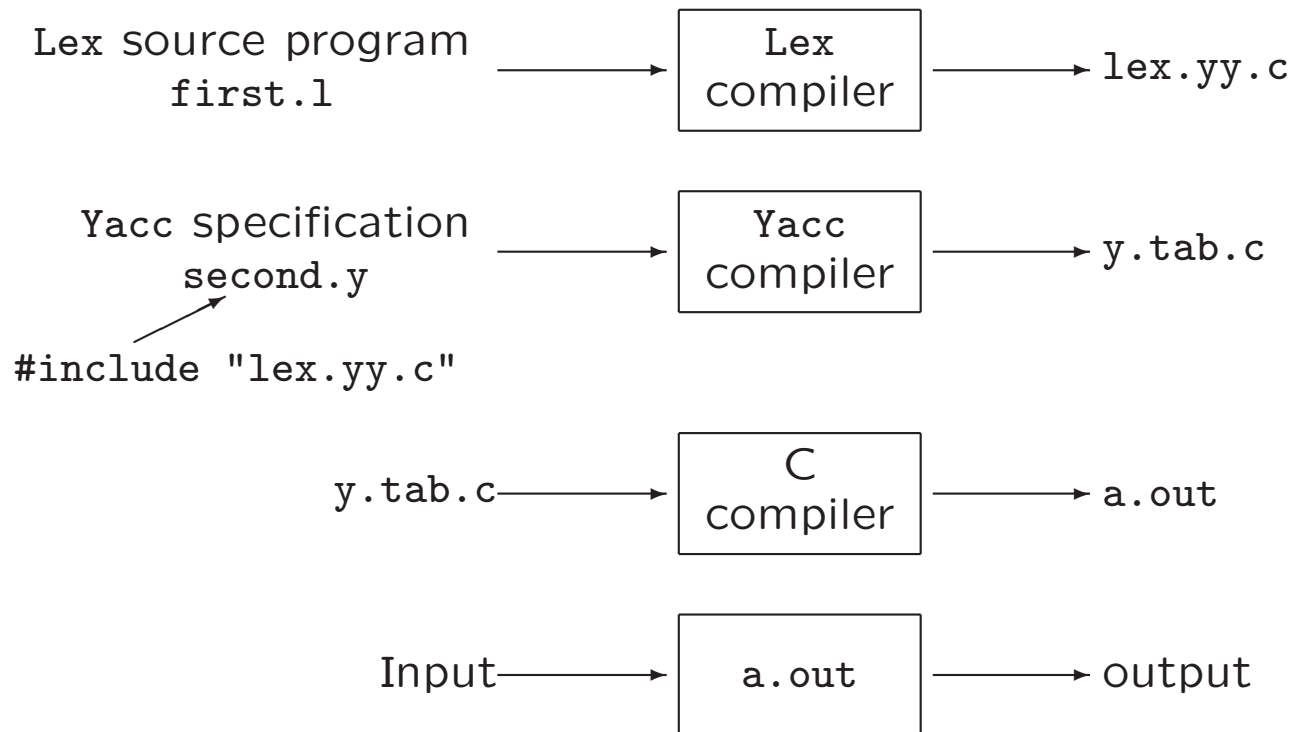 Lex source program
first.l
Lex
compiler
lex.yy.c
Yacc specification
second.y
#include "lex.yy.c"
Yacc
compiler
y.tab.c
y.tab.c
C
compiler
a.out
Input
a.out
output